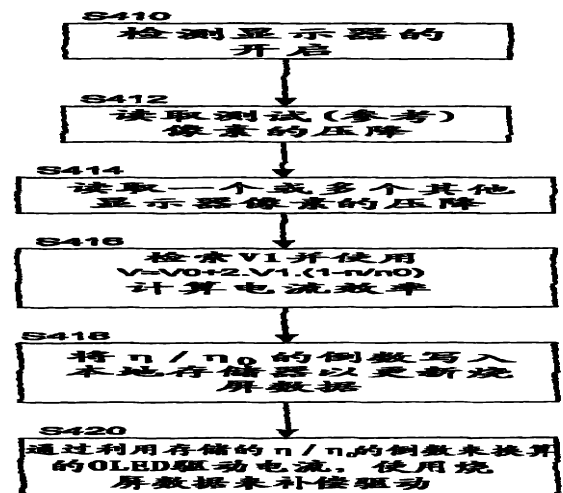 S410
检测显示器的
开启
S412
读取测试(参考)
像素的压降
S414
读取一个或多个其他
显示器像素的压降
S416
检索V1并使用
V=V0+2.V1.(1-n/n0)
计算电流效率
S418
将η/η₀的倒数写入
本地存储器以更新烧
屏数据
S420
通过利用存储的η/η₀的倒数来换算
的OLED驱动电流，使用烧
屏数据来补偿驱动